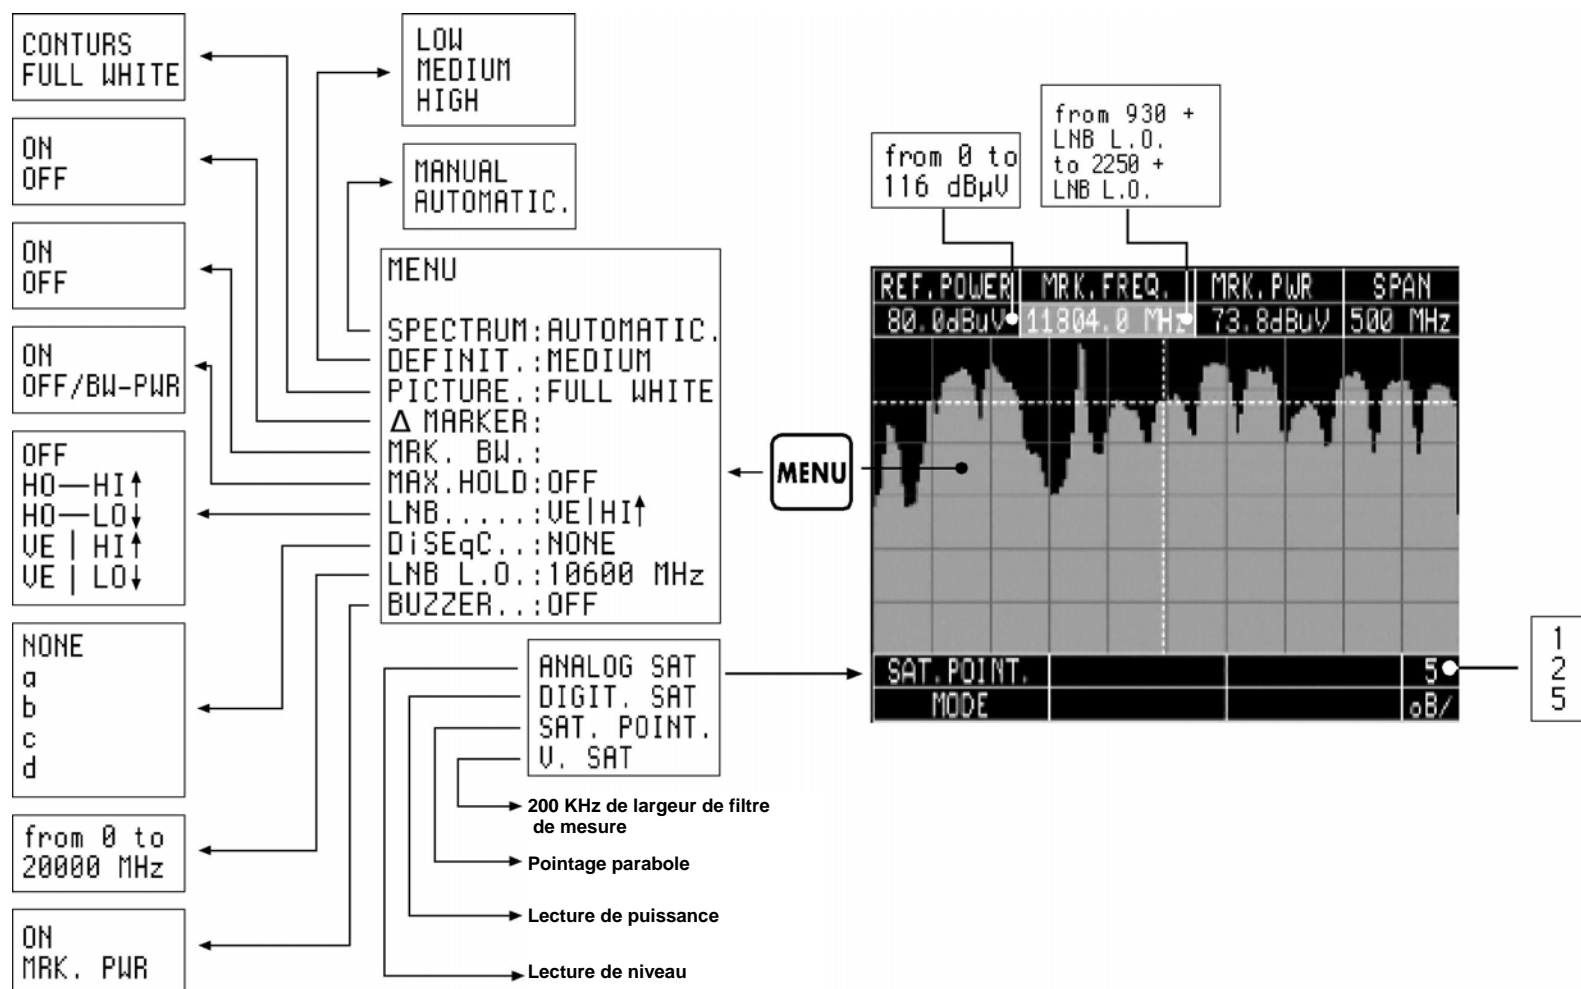 CONTURS
FULL WHITE
ON
OFF
ON
OFF
ON
OFF/BW-PWR
OFF
HO—HI↑
HO—LO↓
VE | HI↑
VE | LO↓
NONE
a
b
c
d
from 0 to
20000 MHz
ON
MRK. PWR
LOW
MEDIUM
HIGH
MANUAL
AUTOMATIC.
MENU
SPECTRUM:AUTOMATIC.
DEFINIT.:MEDIUM
PICTURE.:FULL WHITE
Δ MARKER:
MRK. BW.:
MAX.HOLD:OFF
LNB.....:VE|HI↑
DiSEqC..:NONE
LNB L.O.:10600 MHz
BUZZER..:OFF
ANALOG SAT
DIGIT. SAT
SAT. POINT.
V. SAT
200 KHz de largeur de filtre
de mesure
Pointage parabole
Lecture de puissance
Lecture de niveau
MENU
from 0 to
116 dBµV
from 930 +
LNB L.O.
to 2250 +
LNB L.O.
REF.POWER MRK.FREQ. MRK.PWR SPAN
80.0dBuV 11804.0 MHz 73.8dBuV 500 MHz
SAT.POINT. 5
MODE dB/
1
2
5